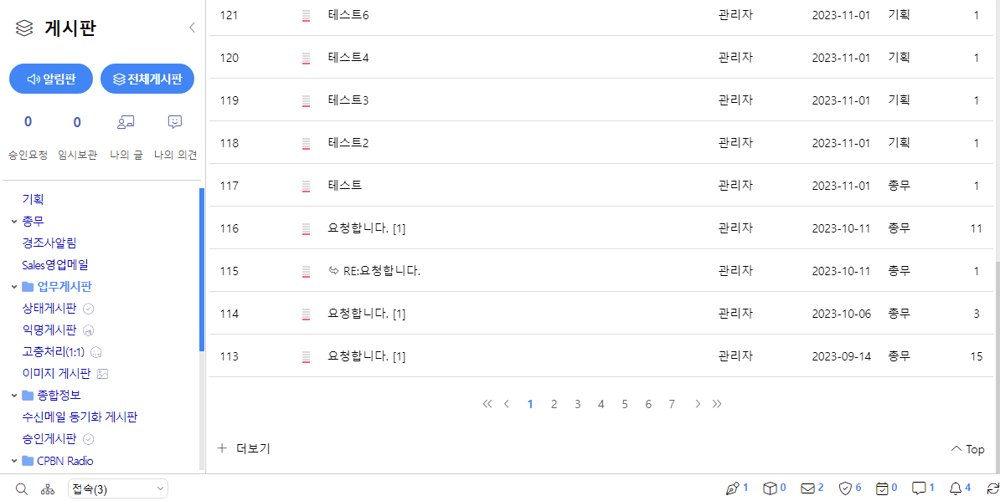 게시판
알림판 전체게시판
0 0
승인요청 임시보관 나의 글 나의 의견
기획
총무
경조사알림
Sales영업메일
업무게시판
상태게시판
익명게시판
고충처리(1:1)
이미지 게시판
종합정보
수신메일 동기화 게시판
승인게시판
CPBN Radio
121 테스트6 관리자 2023-11-01 기획 1
120 테스트4 관리자 2023-11-01 기획 1
119 테스트3 관리자 2023-11-01 기획 1
118 테스트2 관리자 2023-11-01 기획 1
117 테스트 관리자 2023-11-01 총무 1
116 요청합니다. [1] 관리자 2023-10-11 총무 11
115 RE:요청합니다. 관리자 2023-10-11 총무 1
114 요청합니다. [1] 관리자 2023-10-06 총무 3
113 요청합니다. [1] 관리자 2023-09-14 총무 15
1 2 3 4 5 6 7
더보기 Top
접속(3) 1 0 2 6 0 1 4